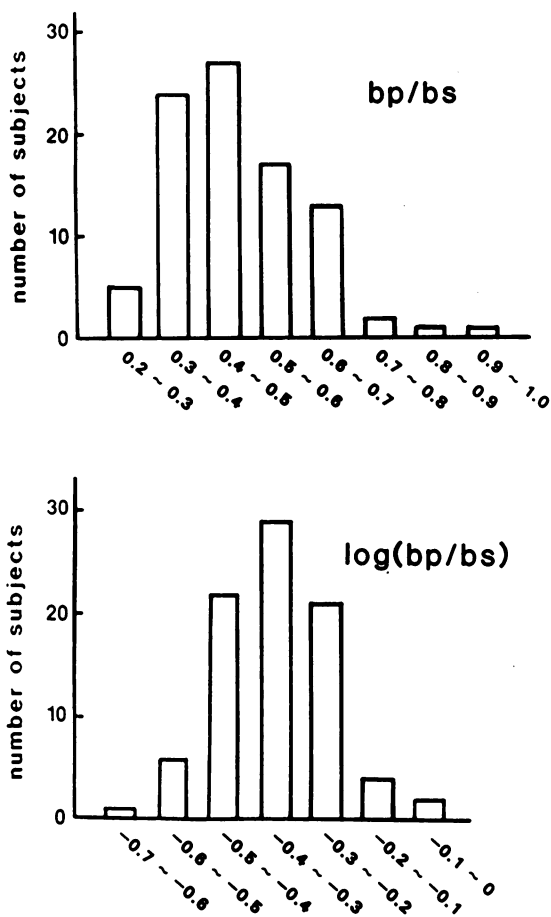 number of subjects
30
20
10
0
bp/bs
0.2 ~ 0.3
0.3 ~ 0.4
0.4 ~ 0.5
0.5 ~ 0.6
0.6 ~ 0.7
0.7 ~ 0.8
0.8 ~ 0.9
0.9 ~ 1.0
number of subjects
30
20
10
0
log(bp/bs)
-0.7 ~ -0.6
-0.6 ~ -0.5
-0.5 ~ -0.4
-0.4 ~ -0.3
-0.3 ~ -0.2
-0.2 ~ -0.1
-0.1 ~ 0